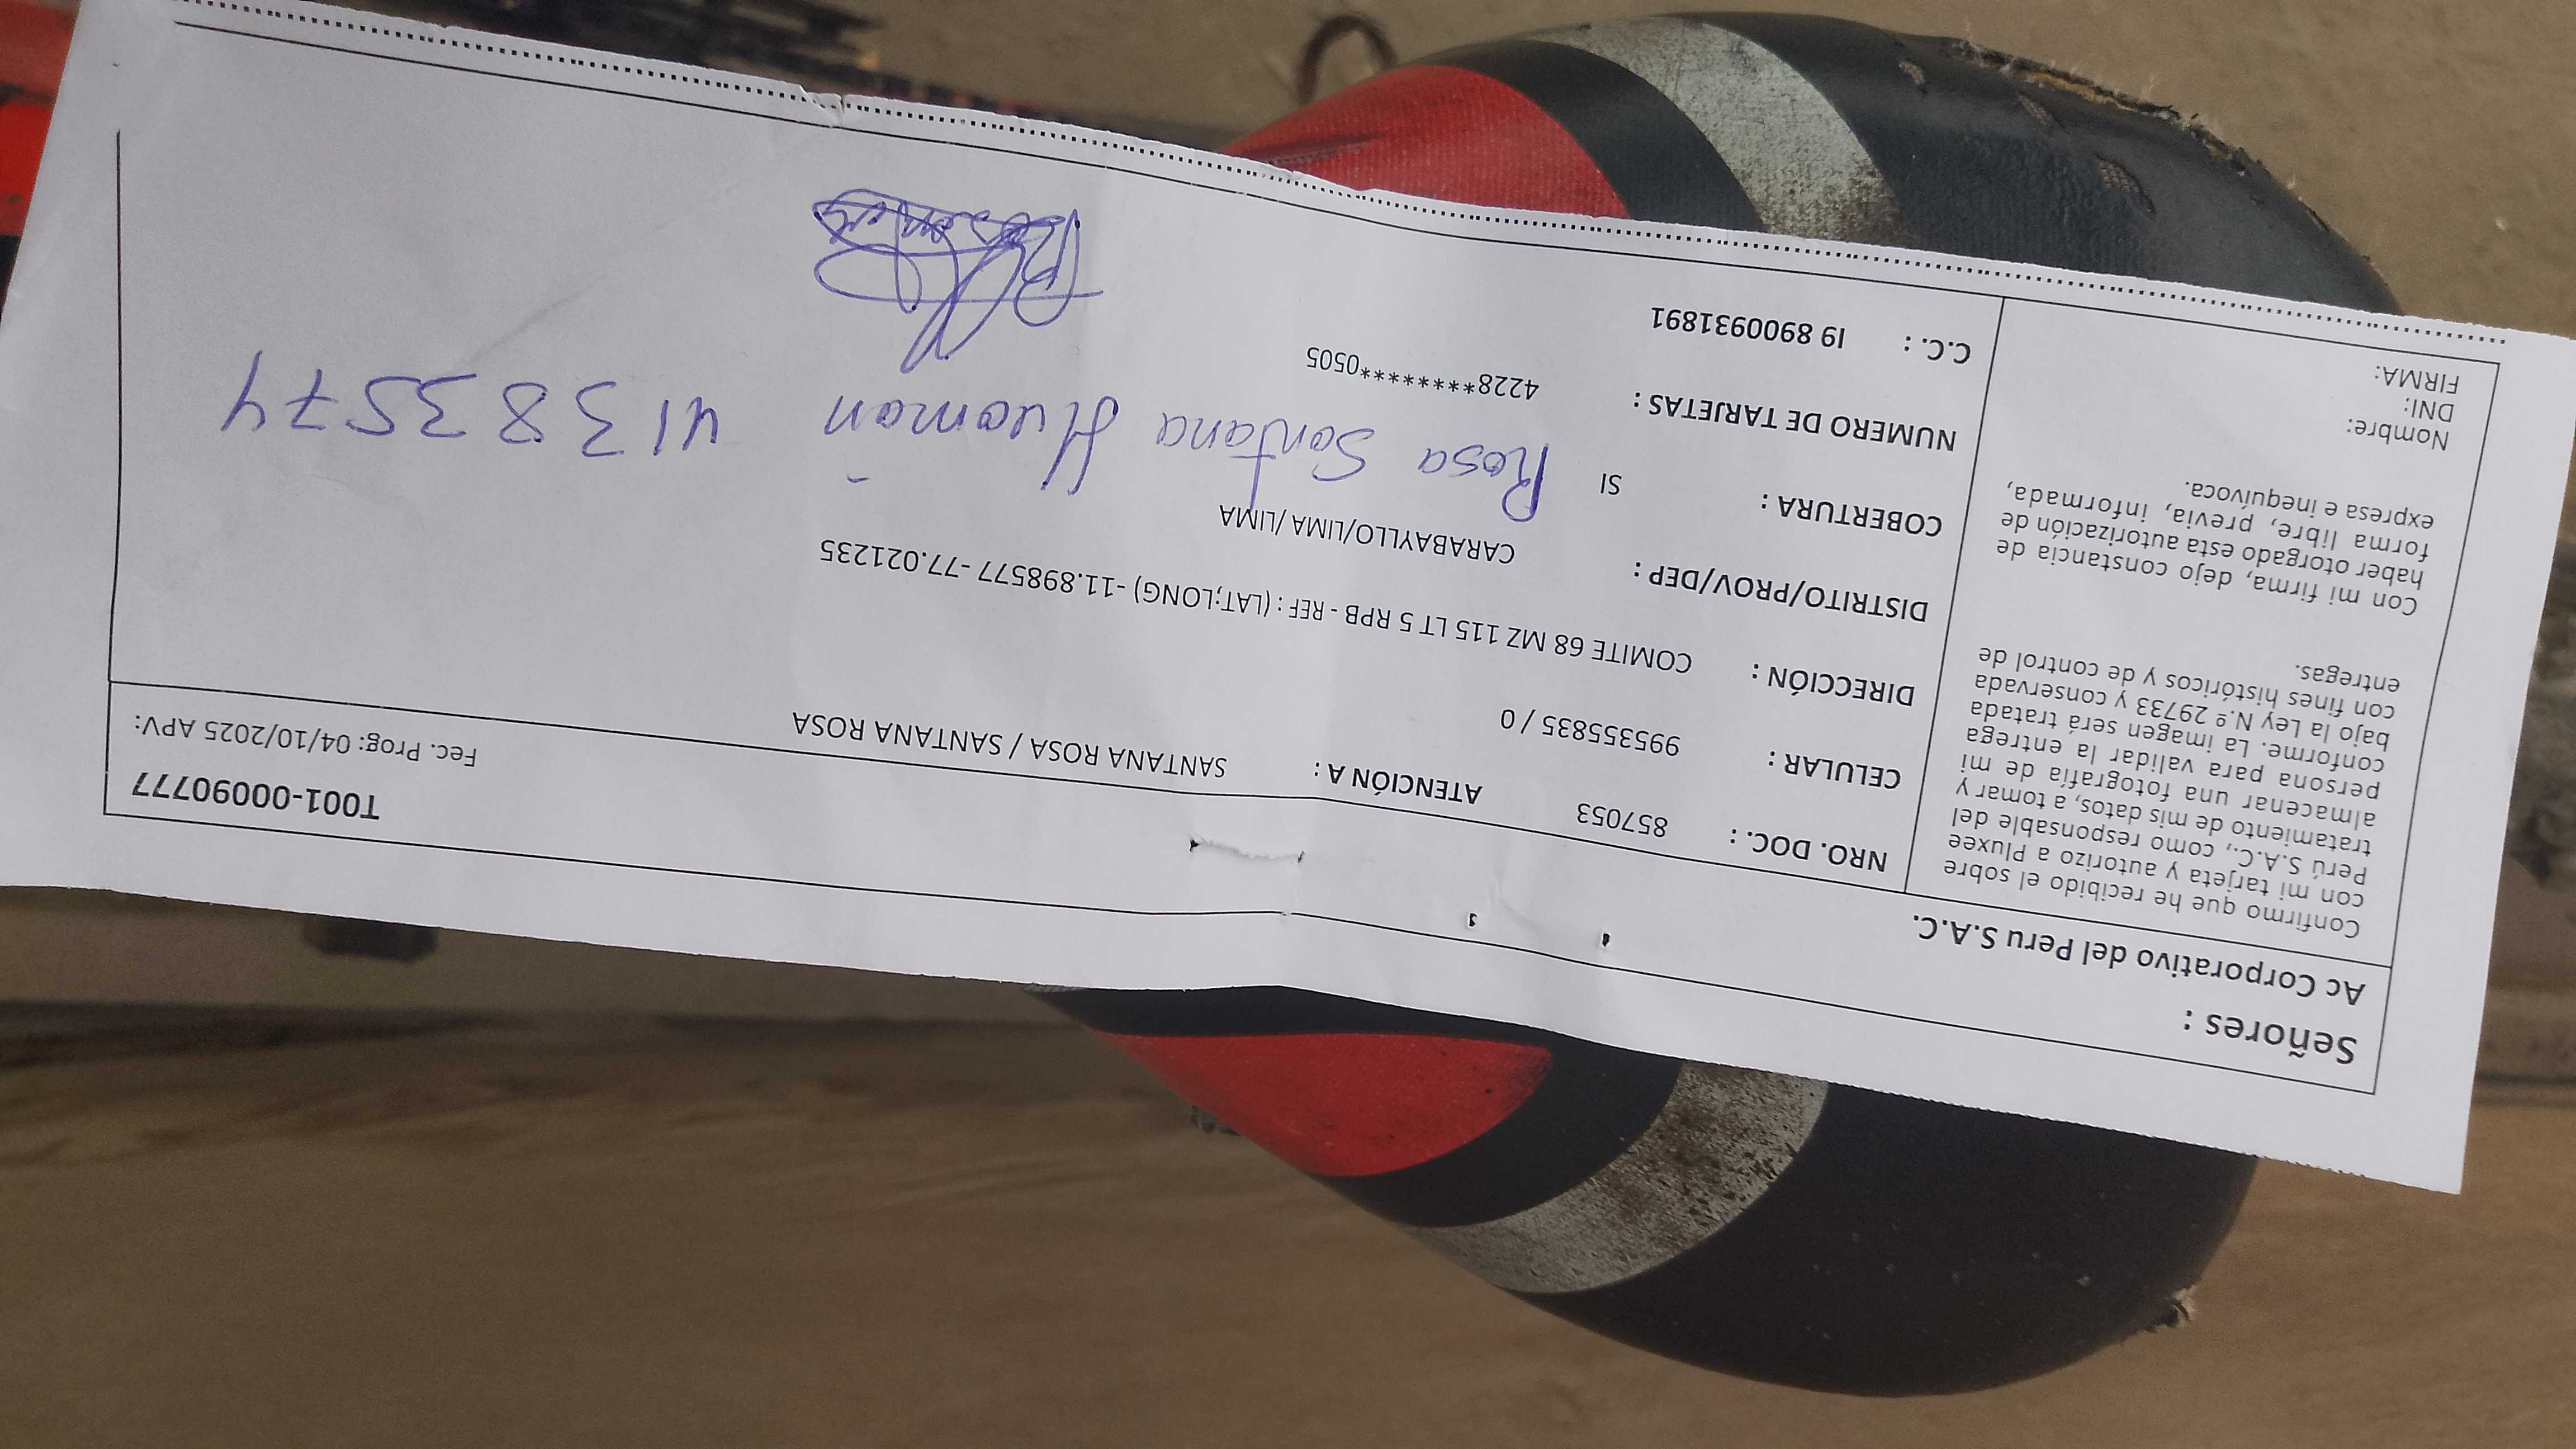 Señores :
Ac Corporativo del Peru S.A.C.
T001-00090777
Fec. Prog: 04/10/2025 APV:
Confirmo que he recibido el sobre
con mi tarjeta y autorizo a Pluxee
Perú S.A.C., como responsable del
tratamiento de mis datos, a tomar y
almacenar una fotografía de mi
persona para validar la entrega
conforme. La imagen será tratada
bajo la Ley N.º 29733 y conservada
con fines históricos y de control de
entregas.
Con mi firma, dejo constancia de
haber otorgado esta autorización de
forma libre, previa, informada,
expresa e inequívoca.
Nombre:
DNI:
FIRMA:
NRO. DOC. : 857053 ATENCIÓN A : SANTANA ROSA / SANTANA ROSA
CELULAR : 995355835 / 0
DIRECCIÓN : COMITE 68 MZ 115 LT 5 RPB - REF : (LAT;LONG) -11.898577 -77.021235
DISTRITO/PROV/DEP : CARABAYLLO/LIMA /LIMA
COBERTURA : SI
Rosa Santana Huaman 41383574
NUMERO DE TARJETAS : 4228*********0505
C.C. : I9 8900931891